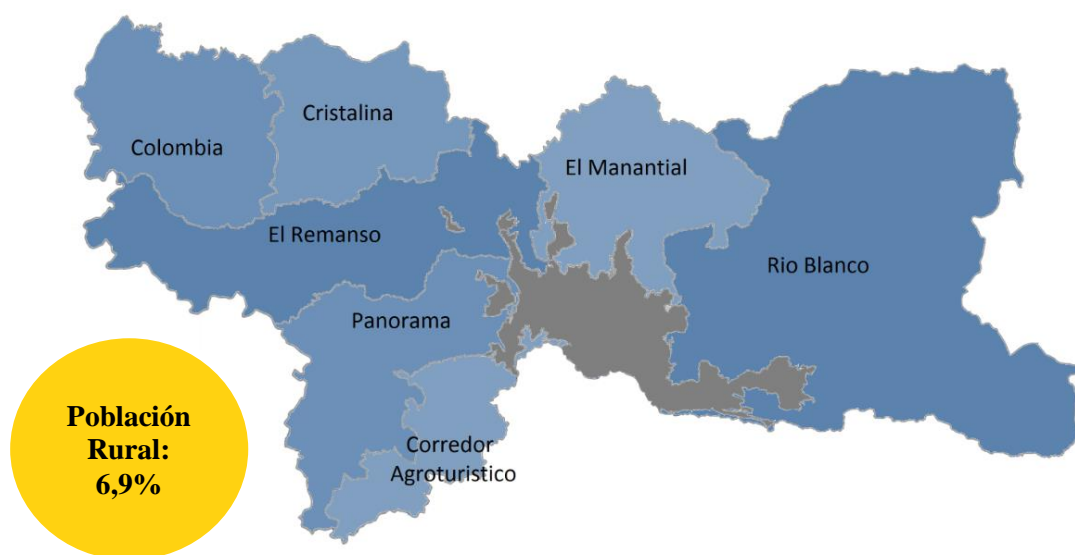 Cristalina
Colombia
El Manantial
El Remanso
Rio Blanco
Panorama
Población
Rural:
6,9%
Corredor
Agroturistico